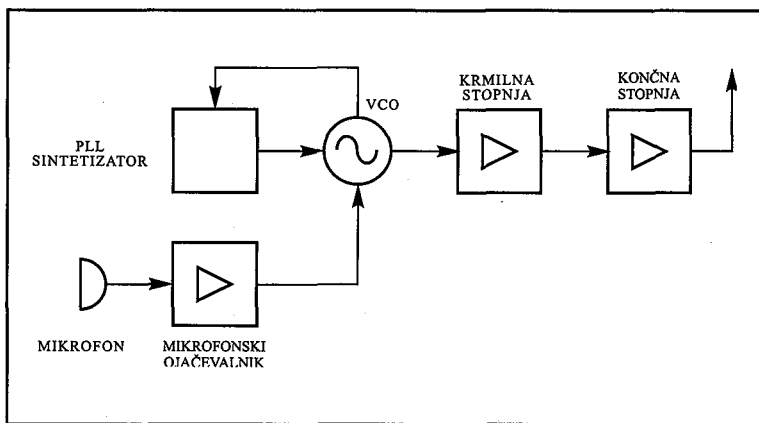 KRMILNA
STOPNJA
KONČNA
STOPNJA
VCO
PLL
SINTETIZATOR
MIKROFON
MIKROFONSKI
OJAČEVALNIK